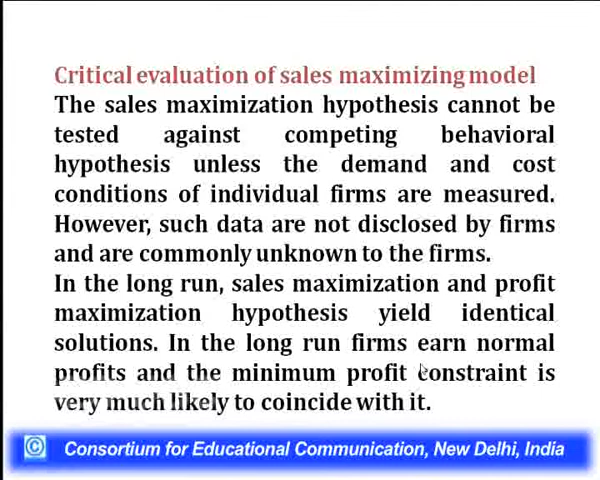 Critical evaluation of sales maximizing model
The sales maximization hypothesis cannot be
tested against competing behavioral
hypothesis unless the demand and cost
conditions of individual firms are measured.
However, such data are not disclosed by firms
and are commonly unknown to the firms.
In the long run, sales maximization and profit
maximization hypothesis yield identical
solutions. In the long run firms earn normal
profits and the minimum profit constraint is
very much likely to coincide with it.
© Consortium for Educational Communication, New Delhi, India